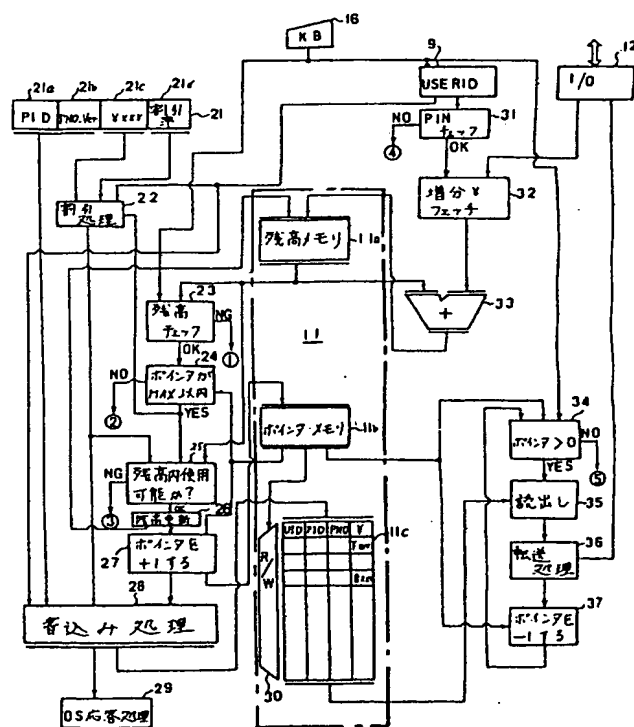 16
KB
12
I/O
9
USERID
21a
21b
21c
21d
21
PID
PNO.Ver
¥XXX
割引率
NO
PIN
チェック
31
④
OK
22
割引
処理
増分¥
フェッチ
32
残高メモリ
11a
23
残高
チェック
NG
①
OK
+
33
11
24
ポインタが
MAX以内
NO
②
YES
ポインタ・メモリ
11b
34
ポインタ>0
NO
⑤
YES
25
残高内使用
可能か?
NG
③
OK
26
残高更新
読出し
35
27
ポインタを
+1する
UID
PID
PNO
¥
11c
R/W
30
転送
処理
36
28
書込み処理
ポインタを
-1する
37
29
OS応答処理